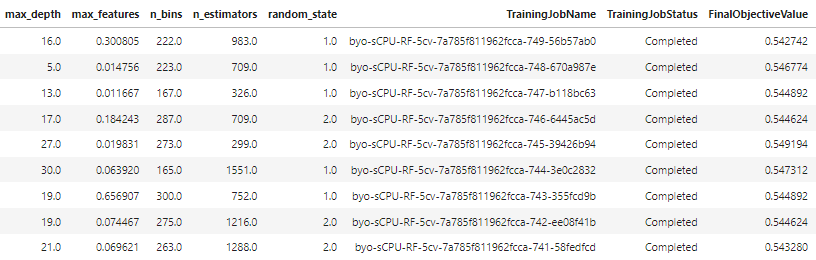 max_depth max_features n_bins n_estimators random_state TrainingJobName TrainingJobStatus FinalObjectiveValue
16.0 0.300805 222.0 983.0 1.0 byo-sCPU-RF-5cv-7a785f811962fcca-749-56b57ab0 Completed 0.542742
5.0 0.014756 223.0 709.0 1.0 byo-sCPU-RF-5cv-7a785f811962fcca-748-670a987e Completed 0.546774
13.0 0.011667 167.0 326.0 1.0 byo-sCPU-RF-5cv-7a785f811962fcca-747-b118bc63 Completed 0.544892
17.0 0.184243 287.0 709.0 2.0 byo-sCPU-RF-5cv-7a785f811962fcca-746-6445ac5d Completed 0.544624
27.0 0.019831 273.0 299.0 2.0 byo-sCPU-RF-5cv-7a785f811962fcca-745-39426b94 Completed 0.549194
30.0 0.063920 165.0 1551.0 1.0 byo-sCPU-RF-5cv-7a785f811962fcca-744-3e0c2832 Completed 0.547312
19.0 0.656907 300.0 752.0 1.0 byo-sCPU-RF-5cv-7a785f811962fcca-743-355fcd9b Completed 0.544892
19.0 0.074467 275.0 1216.0 2.0 byo-sCPU-RF-5cv-7a785f811962fcca-742-ee08f41b Completed 0.544624
21.0 0.069621 263.0 1288.0 2.0 byo-sCPU-RF-5cv-7a785f811962fcca-741-58fedfcd Completed 0.543280